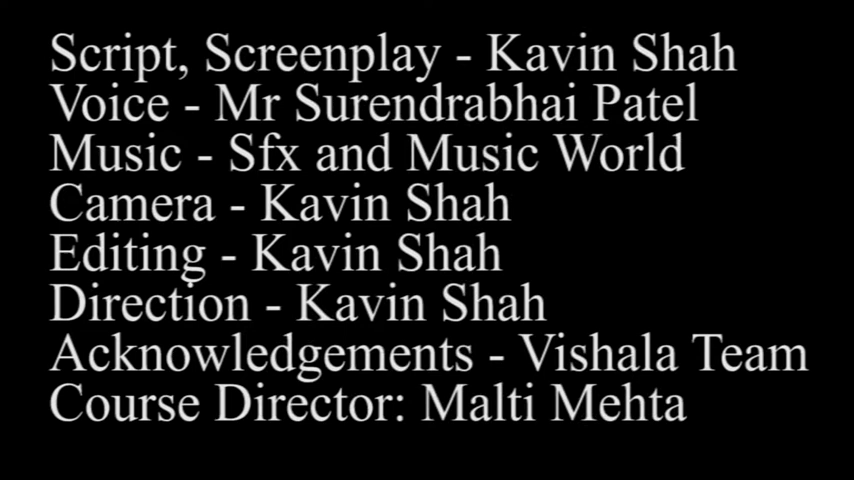 Script, Screenplay - Kavin Shah
Voice - Mr Surendrabhai Patel
Music - Sfx and Music World
Camera - Kavin Shah
Editing - Kavin Shah
Direction - Kavin Shah
Acknowledgements - Vishala Team
Course Director: Malti Mehta